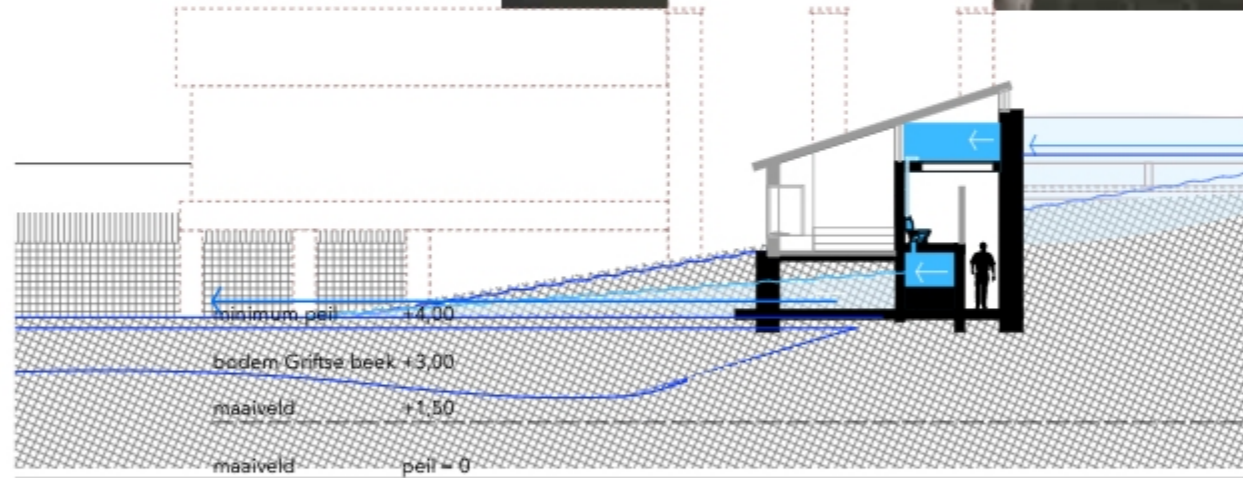 minimum peil +4,00
bodem Griftse beek +3,00
maaiveld +1,50
maaiveld peil = 0